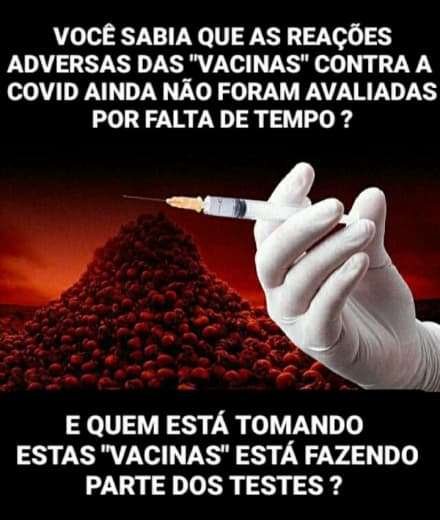 VOCÊ SABIA QUE AS REAÇÕES
ADVERSAS DAS "VACINAS" CONTRA A
COVID AINDA NÃO FORAM AVALIADAS
POR FALTA DE TEMPO ?
E QUEM ESTÁ TOMANDO
ESTAS "VACINAS" ESTÁ FAZENDO
PARTE DOS TESTES ?